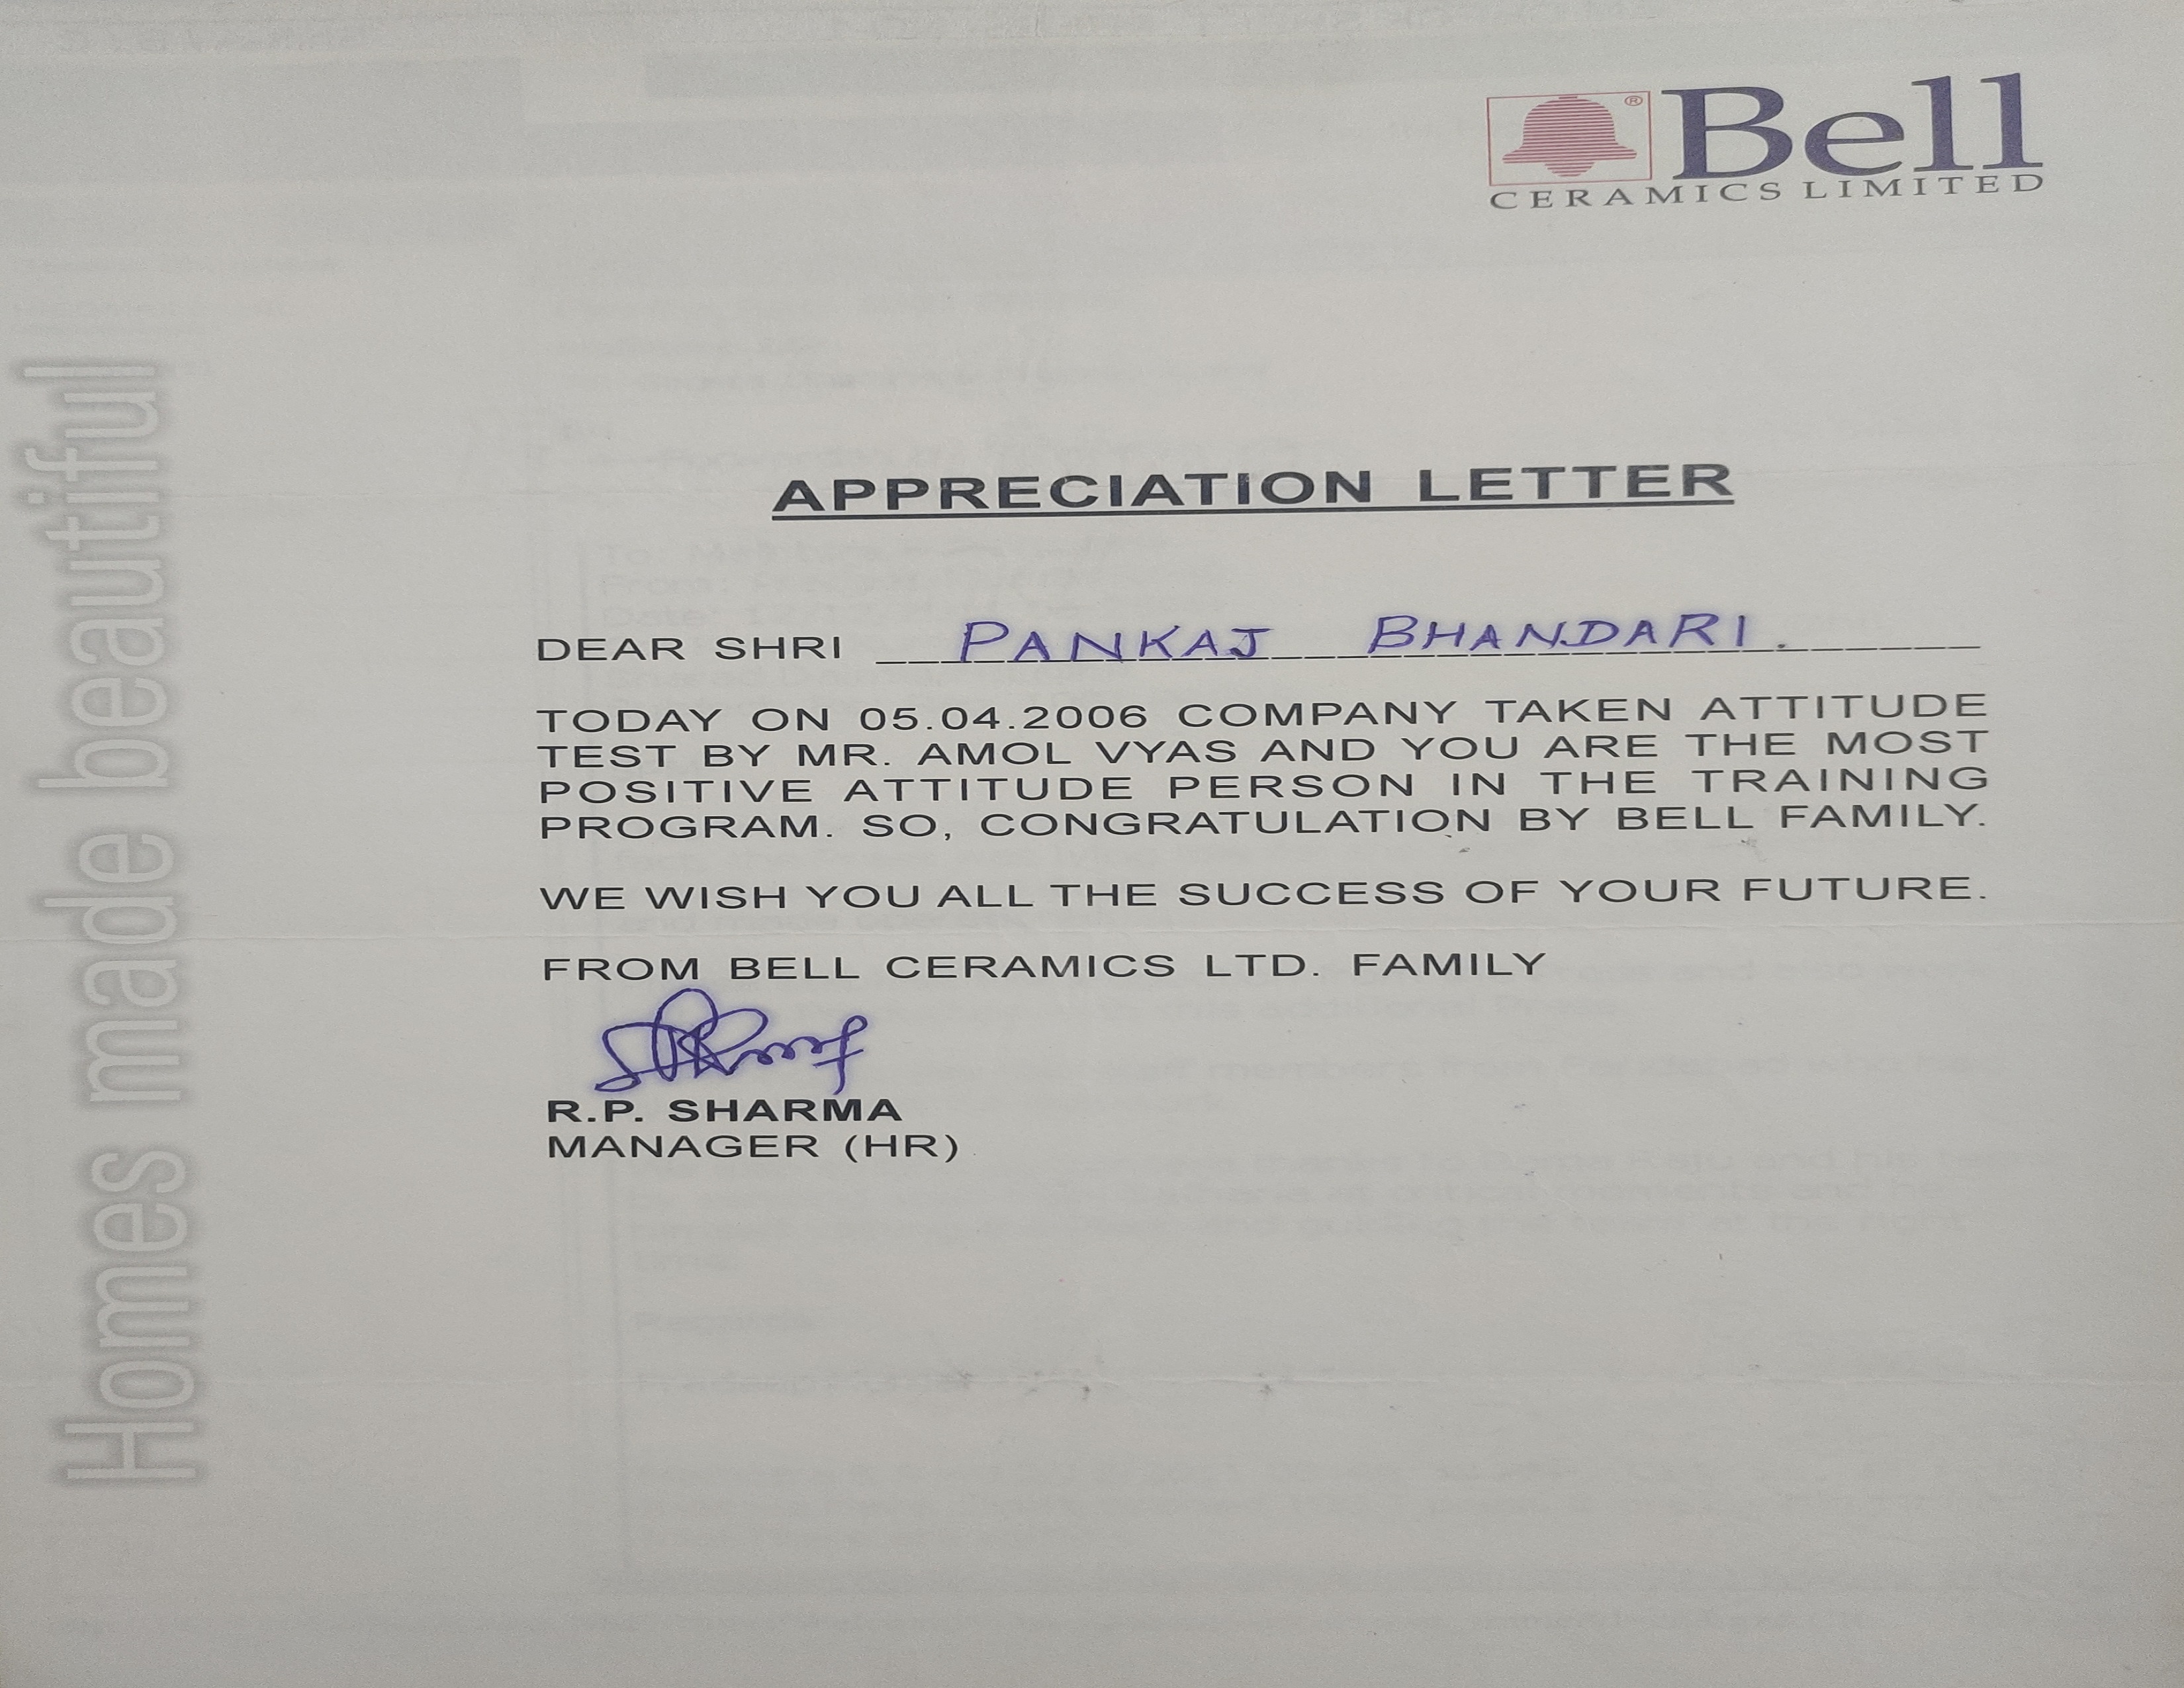 ® Bell
CERAMICS LIMITED
Homes made beautiful
APPRECIATION LETTER
DEAR SHRI PANKAJ BHANDARI.
TODAY ON 05.04.2006 COMPANY TAKEN ATTITUDE
TEST BY MR. AMOL VYAS AND YOU ARE THE MOST
POSITIVE ATTITUDE PERSON IN THE TRAINING
PROGRAM. SO, CONGRATULATION BY BELL FAMILY.
WE WISH YOU ALL THE SUCCESS OF YOUR FUTURE.
FROM BELL CERAMICS LTD. FAMILY
R.P. SHARMA
MANAGER (HR)